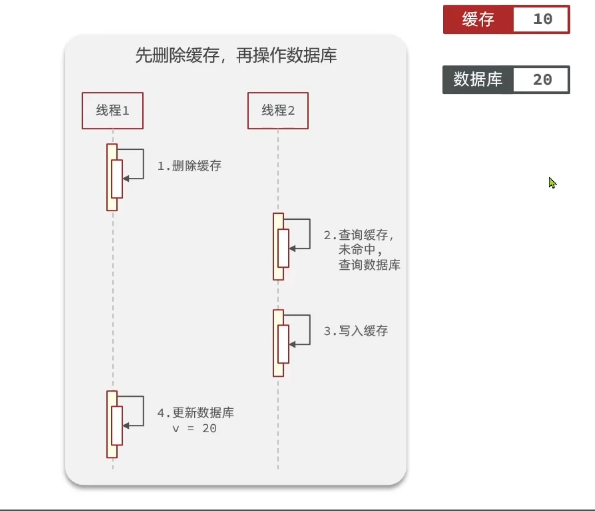 缓存 10
先删除缓存，再操作数据库
数据库 20
线程1 线程2
1.删除缓存
2.查询缓存,
未命中,
查询数据库
3.写入缓存
4.更新数据库
v = 20